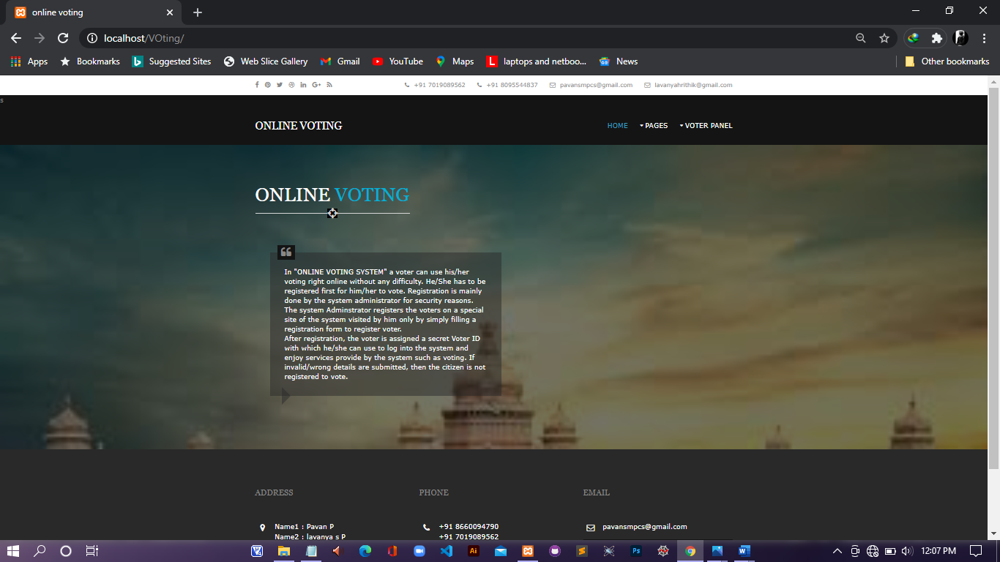 online voting
localhost/VOting/
Apps Bookmarks Suggested Sites Web Slice Gallery Gmail YouTube Maps laptops and netboo... News Other bookmarks
+91 7019089562 +91 8095544837 pavansmpcs@gmail.com lavanyahrithik@gmail.com
s
ONLINE VOTING HOME PAGES VOTER PANEL
ONLINE VOTING
In "ONLINE VOTING SYSTEM" a voter can use his/her
voting right online without any difficulty. He/She has to be
registered first for him/her to vote. Registration is mainly
done by the system administrator for security reasons.
The system Adminstrator registers the voters on a special
site of the system visited by him only by simply filling a
registration form to register voter.
After registration, the voter is assigned a secret Voter ID
with which he/she can use to log into the system and
enjoy services provide by the system such as voting. If
invalid/wrong details are submitted, then the citizen is not
registered to vote.
ADDRESS PHONE EMAIL
Name1 : Pavan P +91 8660094790 pavansmpcs@gmail.com
Name2 : lavanya s P +91 7019089562
12:07 PM